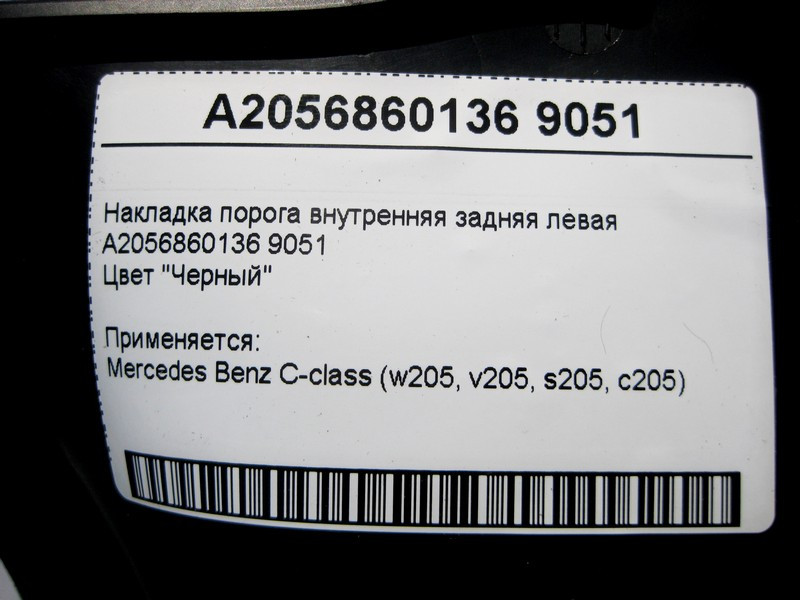 A2056860136 9051
Накладка порога внутренняя задняя левая
A2056860136 9051
Цвет "Черный"
Применяется:
Mercedes Benz C-class (w205, v205, s205, c205)